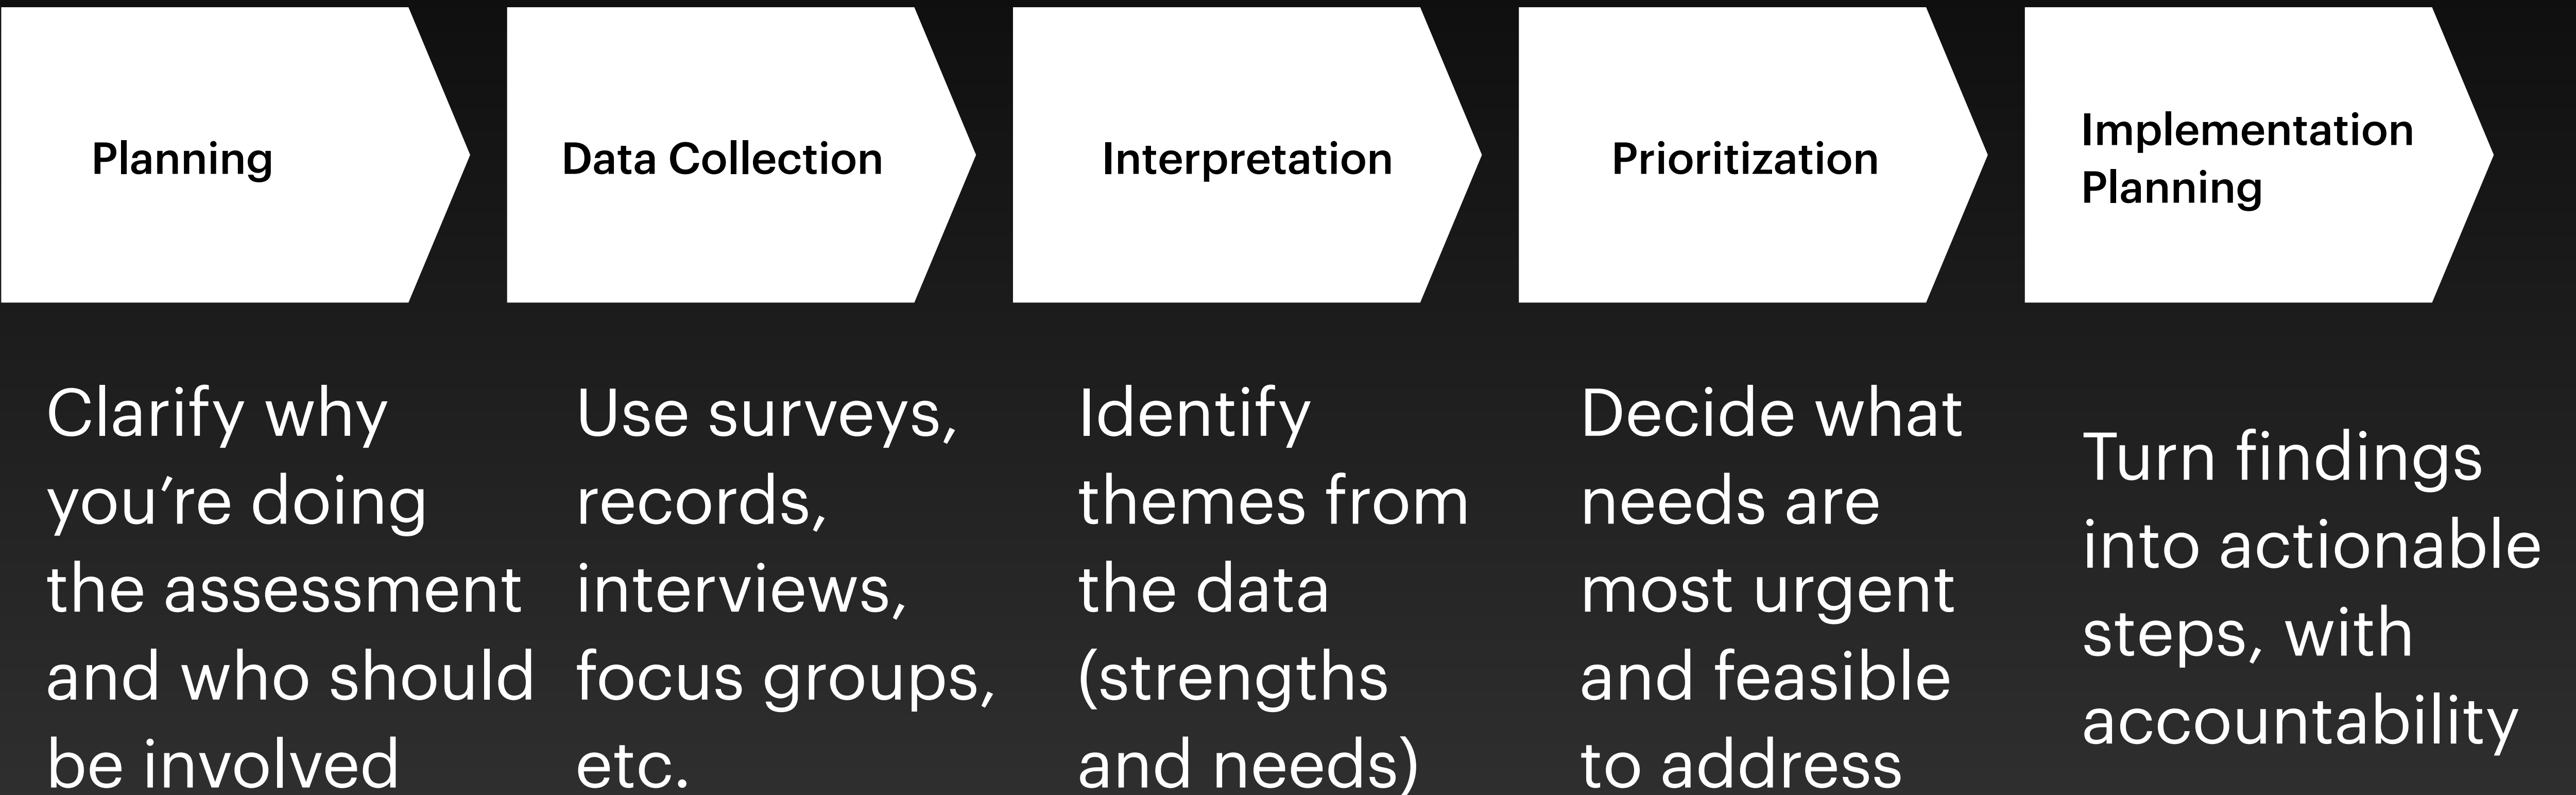 Planning
Data Collection
Interpretation
Prioritization
Implementation
Planning
Clarify why
you’re doing
the assessment
and who should
be involved
Use surveys,
records,
interviews,
focus groups,
etc.
Identify
themes from
the data
(strengths
and needs)
Decide what
needs are
most urgent
and feasible
to address
Turn findings
into actionable
steps, with
accountability